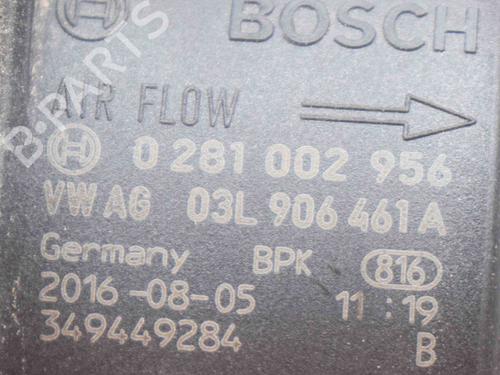 BOSCH
AIR FLOW
0 281 002 956
VW AG 03L 906 461 A
Germany BPK 816
2016-08-05 11:19
349449284 B
B-PARTS